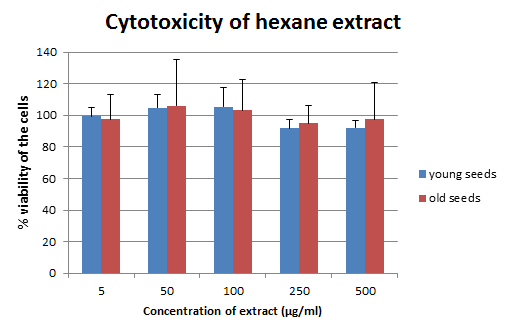 Cytotoxicity of hexane extract
% viability of the cells
140
120
100
80
60
40
20
0
5 50 100 250 500
Concentration of extract (µg/ml)
young seeds
old seeds